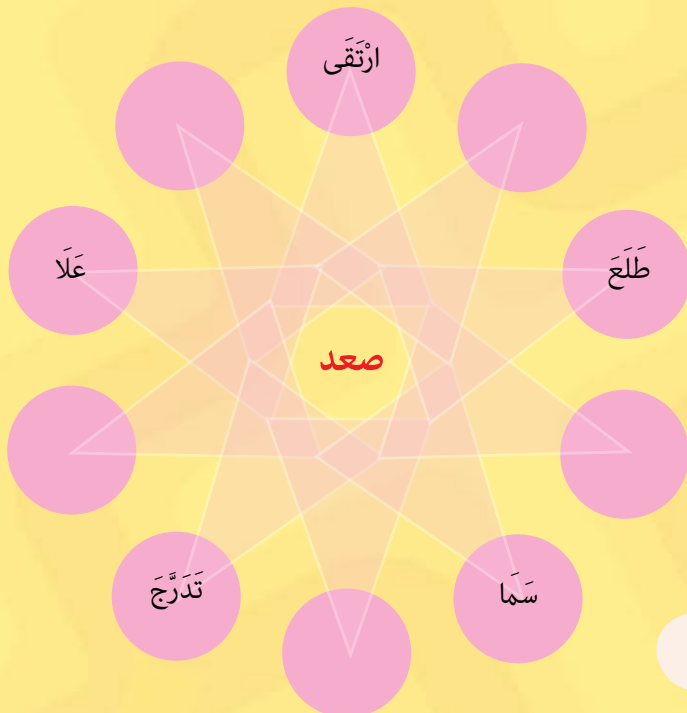 ارْتَقَى
طَلَعَ
عَلَا
صعد
سَمَا
تَدَرَّجَ